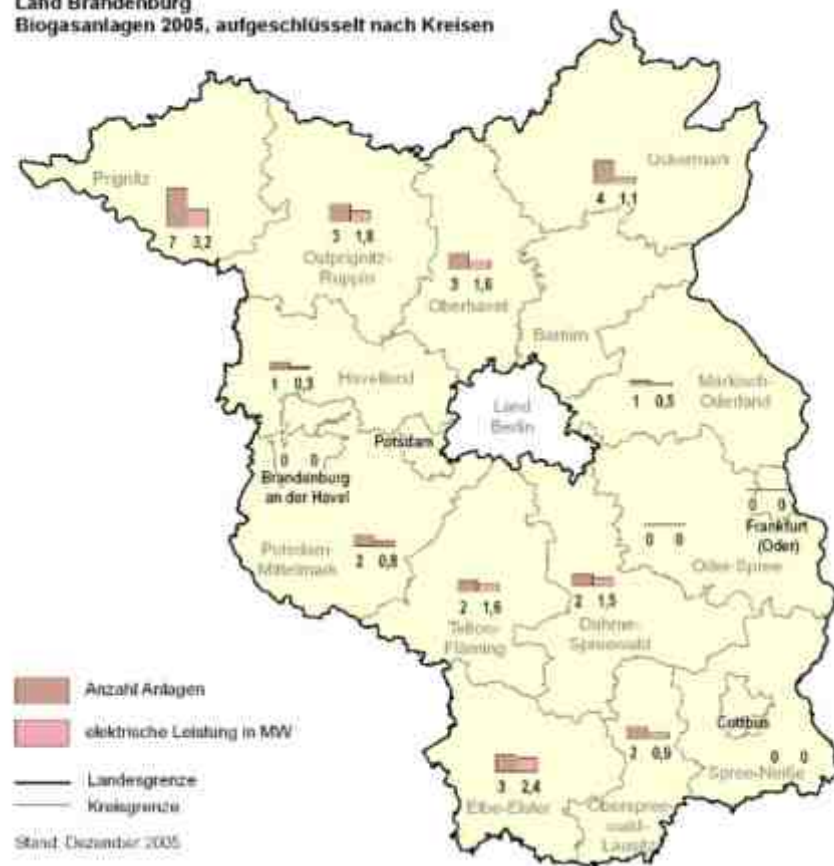 Land Brandenburg
Biogasanlagen 2005, aufgeschlüsselt nach Kreisen
Prignitz
7 3,2
3 1,8
Ostprignitz-
Ruppin
3 1,6
Oberhavel
4 1,1
Uckermark
Barnim
1 0,3
Havelland
Land
Berlin
1 0,5
Märkisch-
Oderland
Potsdam
0 0
Brandenburg
an der Havel
0 0
Frankfurt
(Oder)
0 0
Oder-Spree
Potsdam-
Mittelmark
2 0,8
2 1,6
Teltow-
Fläming
2 1,5
Dahme-
Spreewald
Cottbus
0 0
Spree-Neiße
3 2,4
Elbe-Elster
2 0,9
Oberspree-
wald-
Lausitz
Anzahl Anlagen
elektrische Leistung in MW
Landesgrenze
Kreisgrenze
Stand: Dezember 2005